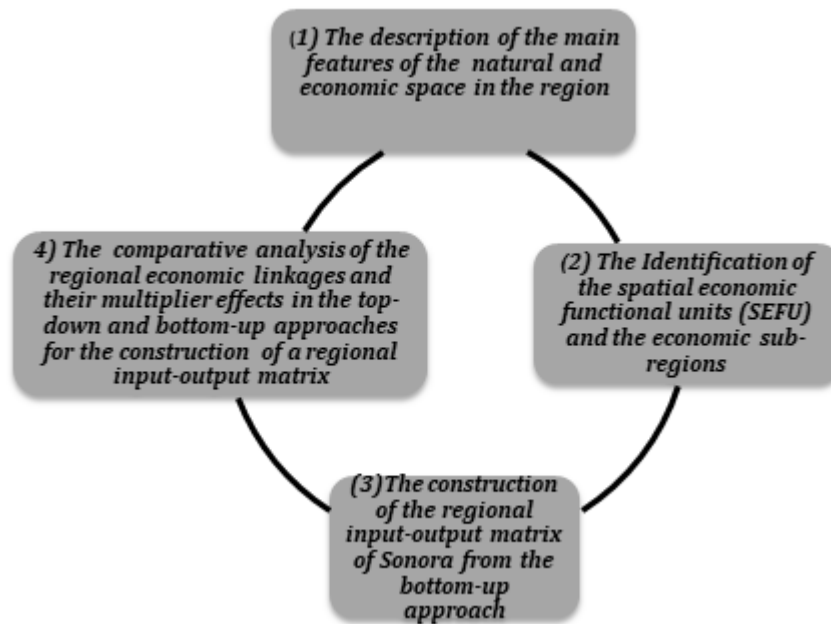 (1) The description of the main
features of the natural and
economic space in the region
(2) The Identification of
the spatial economic
functional units (SEFU)
and the economic sub-
regions
(3)The construction
of the regional
input-output matrix
of Sonora from the
bottom-up
approach
4) The comparative analysis of the
regional economic linkages and
their multiplier effects in the top-
down and bottom-up approaches
for the construction of a regional
input-output matrix